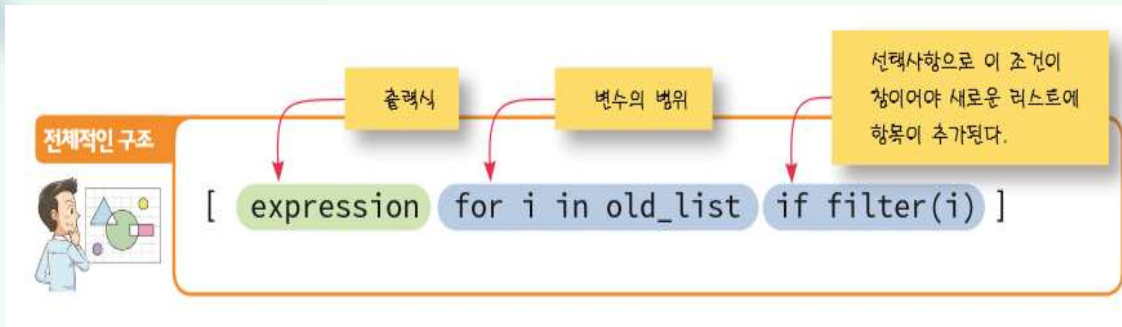 출력식
변수의 범위
선택사항으로 이 조건이
참이어야 새로운 리스트에
항목이 추가된다.
전체적인 구조
[ expression for i in old_list if filter(i) ]